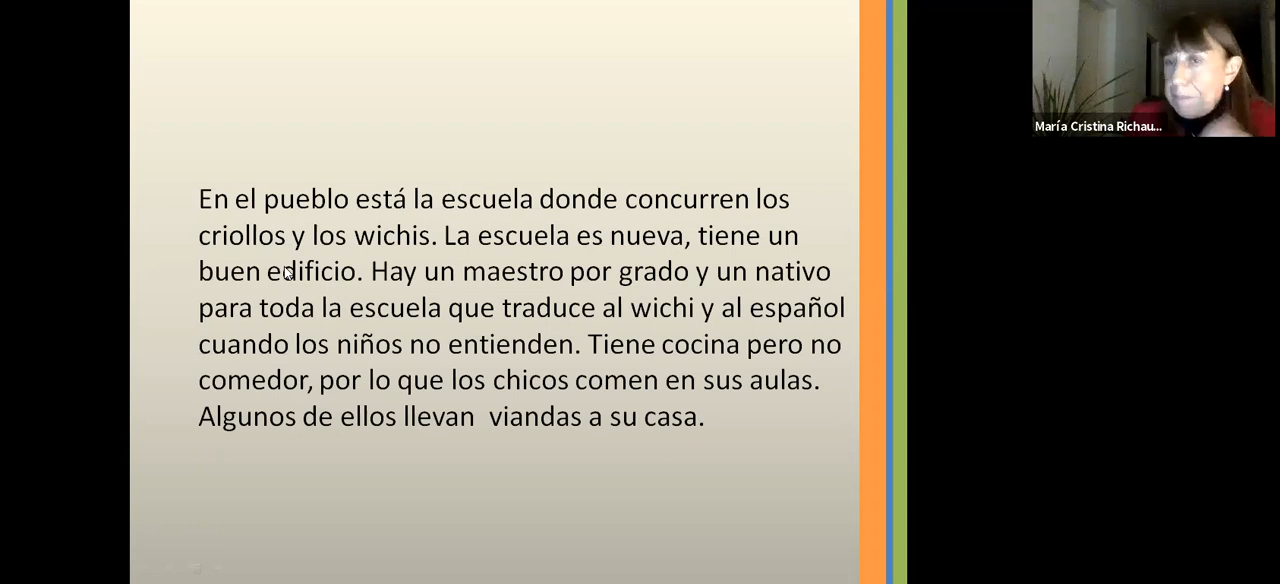 En el pueblo está la escuela donde concurren los
criollos y los wichis. La escuela es nueva, tiene un
buen edificio. Hay un maestro por grado y un nativo
para toda la escuela que traduce al wichi y al español
cuando los niños no entienden. Tiene cocina pero no
comedor, por lo que los chicos comen en sus aulas.
Algunos de ellos llevan  viandas a su casa.
María Cristina Richau...